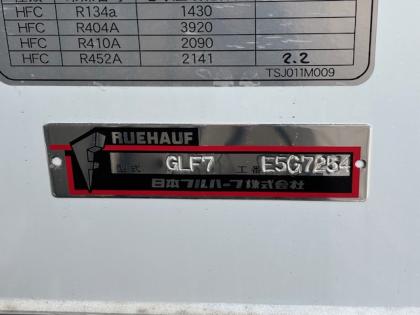 HFC R134a 1430
HFC R404A 3920
HFC R410A 2090
HFC R452A 2141 2.2
TSJ011M009
FRUEHAUF
型式 GLF7 工番 E5G7254
日本フルハーフ株式会社